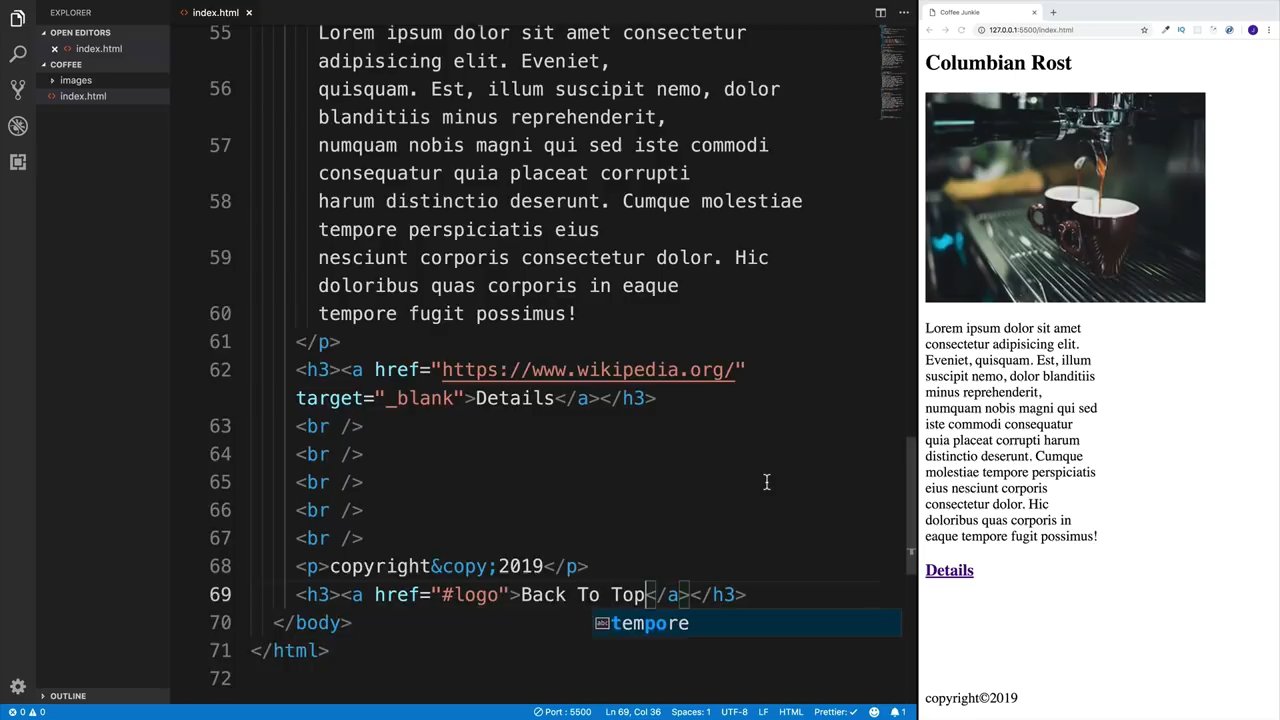 EXPLORER
OPEN EDITORS
index.html
COFFEE
images
index.html
OUTLINE
index.html
55 Lorem ipsum dolor sit amet consectetur
adipisicing elit. Eveniet,
56 quisquam. Est, illum suscipit nemo, dolor
blanditiis minus reprehenderit,
57 numquam nobis magni qui sed iste commodi
consequatur quia placeat corrupti
58 harum distinctio deserunt. Cumque molestiae
tempore perspiciatis eius
59 nesciunt corporis consectetur dolor. Hic
doloribus quas corporis in eaque
60 tempore fugit possimus!
61 </p>
62 <h3><a href="https://www.wikipedia.org/"
target="_blank">Details</a></h3>
63 <br />
64 <br />
65 <br />
66 <br />
67 <br />
68 <p>copyright&copy;2019</p>
69 <h3><a href="#logo">Back To Top</a></h3>
70 </body>
tempore
71 </html>
72
0 0 Port : 5500 Ln 69, Col 36 Spaces: 1 UTF-8 LF HTML Prettier: 1
Coffee Junkie
127.0.0.1:5500/index.html
Columbian Rost
Lorem ipsum dolor sit amet
consectetur adipisicing elit.
Eveniet, quisquam. Est, illum
suscipit nemo, dolor blanditiis
minus reprehenderit,
numquam nobis magni qui sed
iste commodi consequatur
quia placeat corrupti harum
distinctio deserunt. Cumque
molestiae tempore perspiciatis
eius nesciunt corporis
consectetur dolor. Hic
doloribus quas corporis in
eaque tempore fugit possimus!
Details
copyright©2019